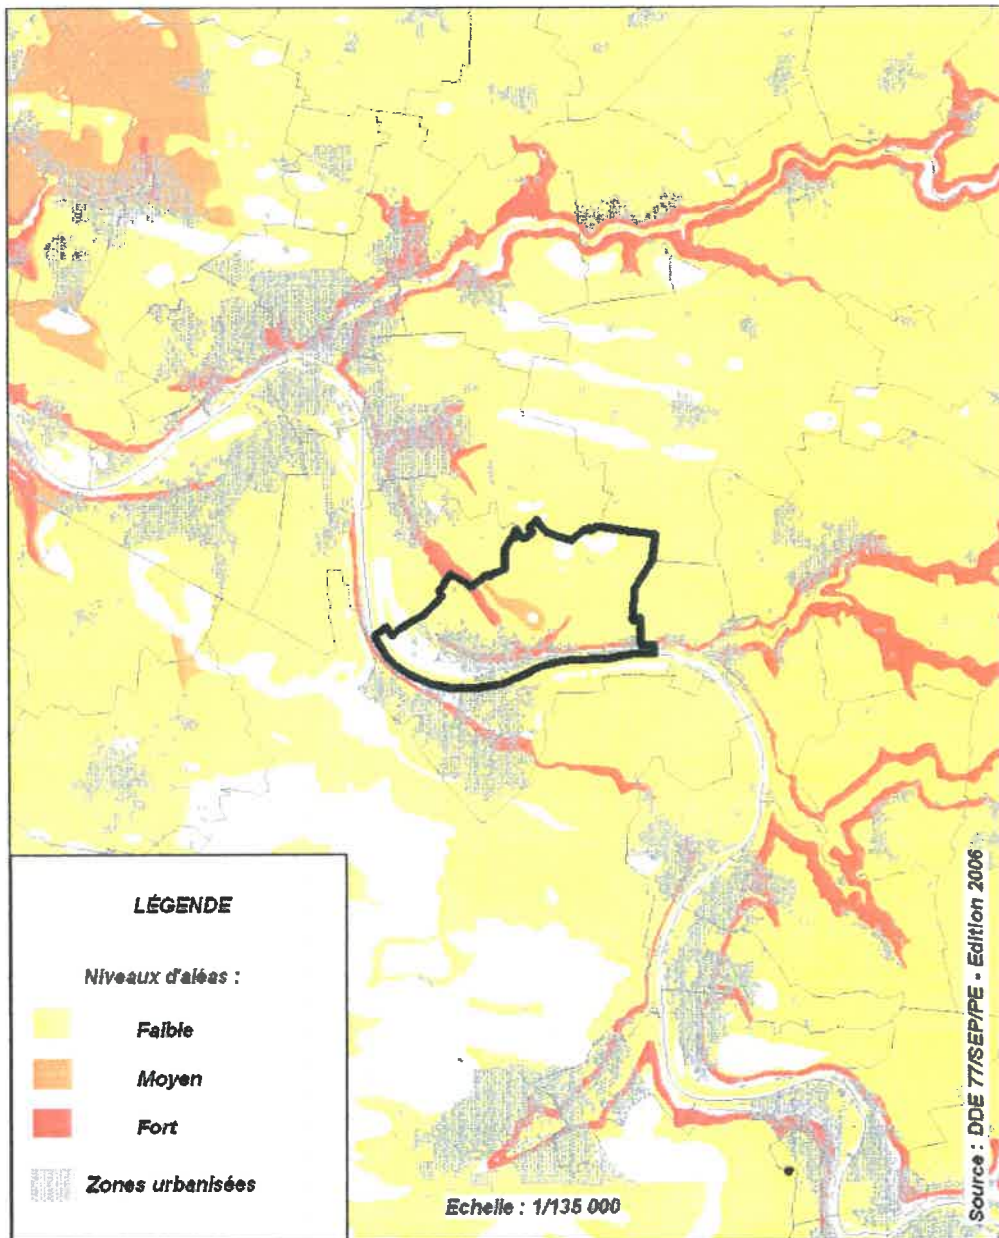 LÉGENDE
Niveaux d'aléas :
Faible
Moyen
Fort
Zones urbanisées
Echelle : 1/135 000
Source : DDE 77/SEP/PE - Edition 2006